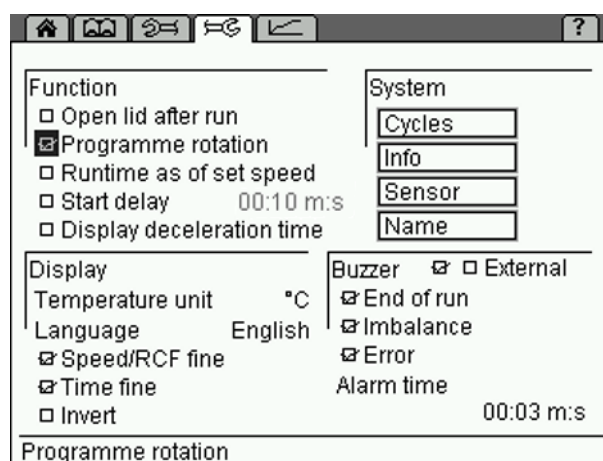 ?
Function
Open lid after run
Programme rotation
Runtime as of set speed
Start delay 00:10 m:s
Display deceleration time
System
Cycles
Info
Sensor
Name
Display
Temperature unit °C
Language English
Speed/RCF fine
Time fine
Invert
Buzzer External
End of run
Imbalance
Error
Alarm time
00:03 m:s
Programme rotation